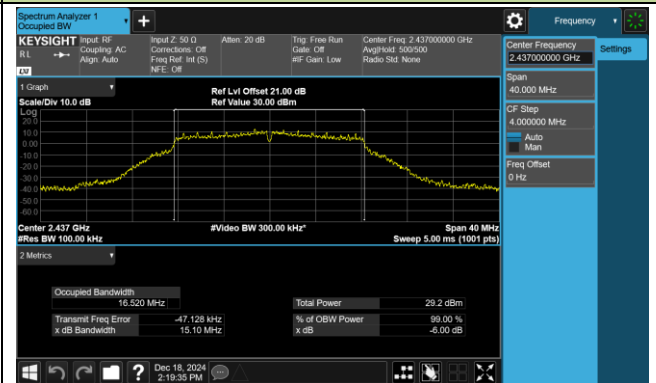 Spectrum Analyzer 1
Occupied BW
Frequency
KEYSIGHT
RL
LXI
Input: RF
Coupling: AC
Align: Auto
Input Z: 50 Ω
Corrections: Off
Freq Ref: Int (S)
NFE: Off
Atten: 20 dB
Trig: Free Run
Gate: Off
#IF Gain: Low
Center Freq: 2.437000000 GHz
Avg|Hold: 500/500
Radio Std: None
Center Frequency
2.437000000 GHz
Settings
Span
40.000 MHz
CF Step
4.000000 MHz
Auto
Man
Freq Offset
0 Hz
1 Graph
Scale/Div 10.0 dB
Ref Lvl Offset 21.00 dB
Ref Value 30.00 dBm
Log
20.0
10.0
0.00
-10.0
-20.0
-30.0
-40.0
-50.0
-60.0
Center 2.437 GHz
#Res BW 100.00 kHz
#Video BW 300.00 kHz*
Span 40 MHz
Sweep 5.00 ms (1001 pts)
2 Metrics
Occupied Bandwidth
16.520 MHz
Total Power 29.2 dBm
Transmit Freq Error -47.128 kHz
% of OBW Power 99.00 %
x dB Bandwidth 15.10 MHz
x dB -6.00 dB
?
Dec 18, 2024
2:19:35 PM